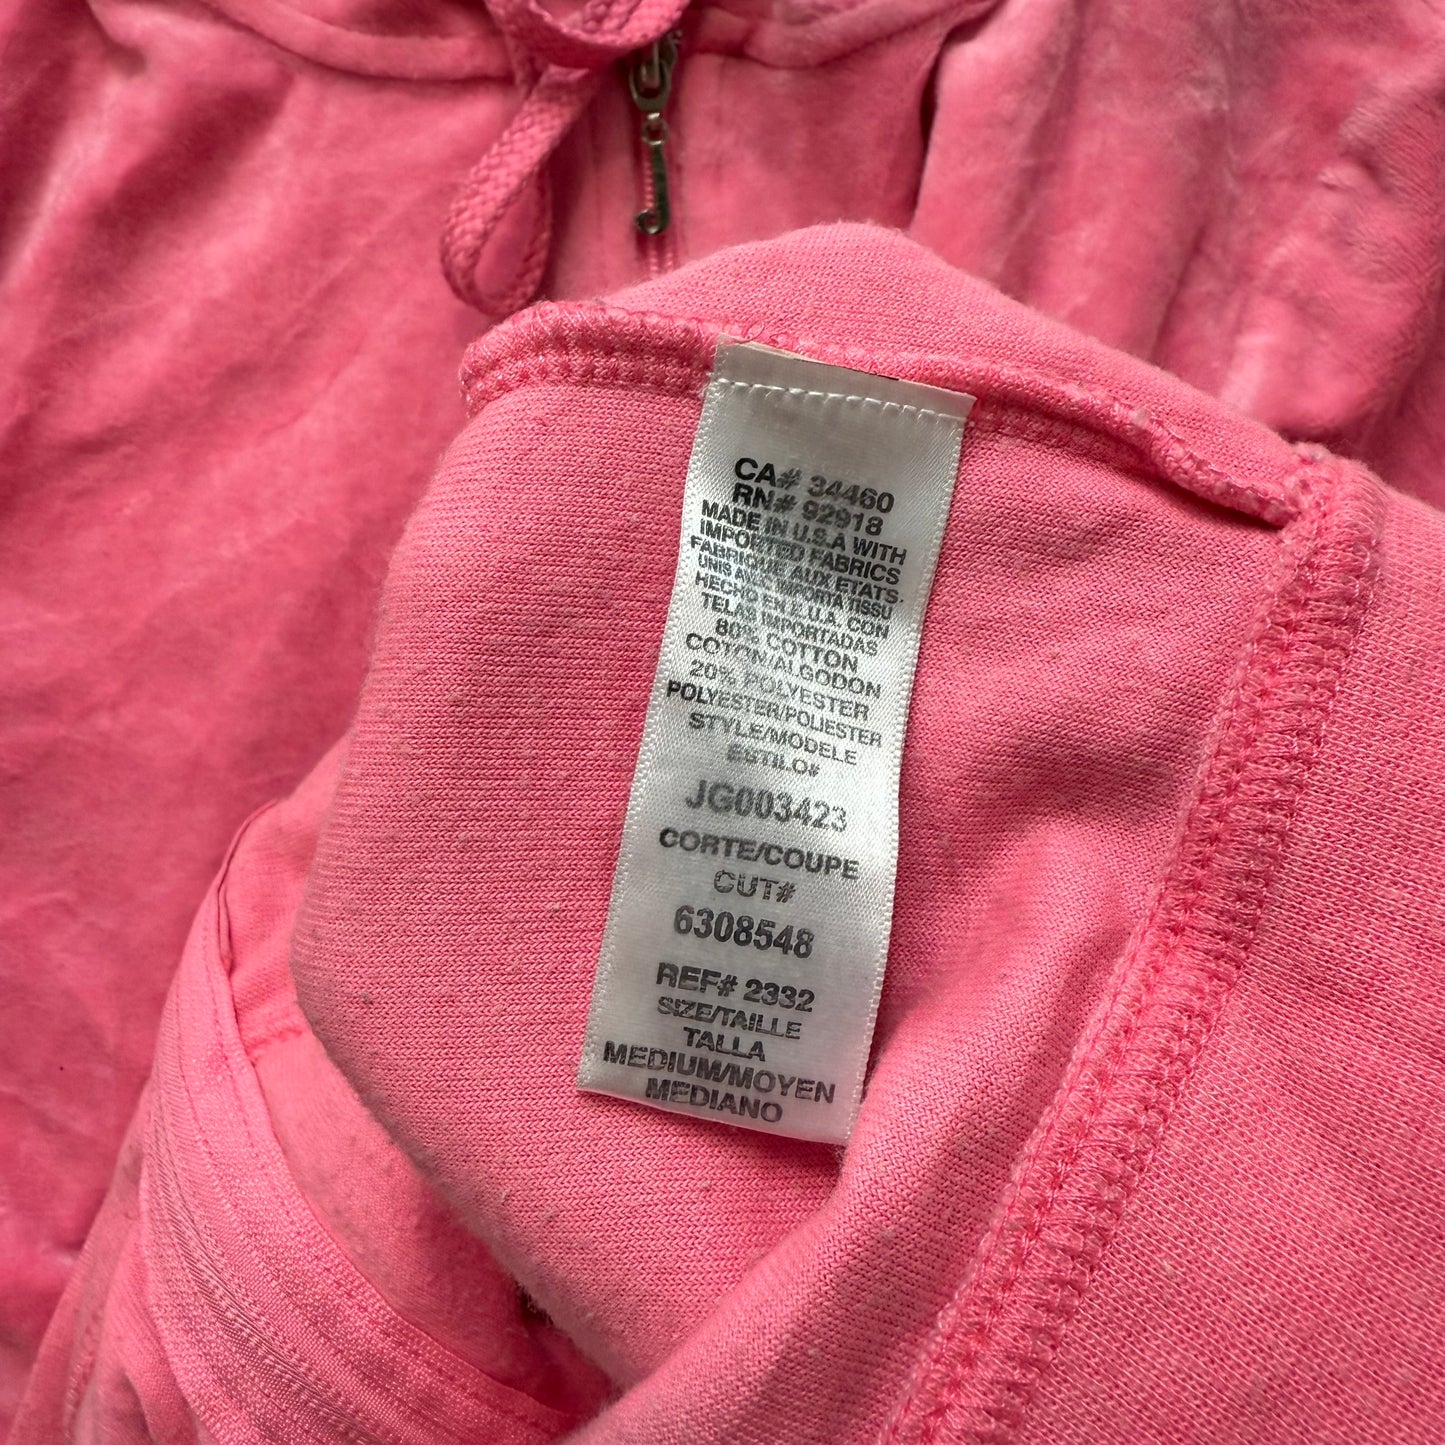 CA# 34460
RN# 92918
MADE IN U.S.A WITH
IMPORTED FABRICS
FABRIQUE AUX ETATS.
UNIS AVEC IMPORTA TISSU
HECHO EN E.U.A. CON
TELAS IMPORTADAS
80% COTTON
COTON/ALGODON
20% POLYESTER
POLYESTER/POLIESTER
STYLE/MODELE
ESTILO#
JG003423
CORTE/COUPE
CUT#
6308548
REF# 2332
SIZE/TAILLE
TALLA
MEDIUM/MOYEN
MEDIANO